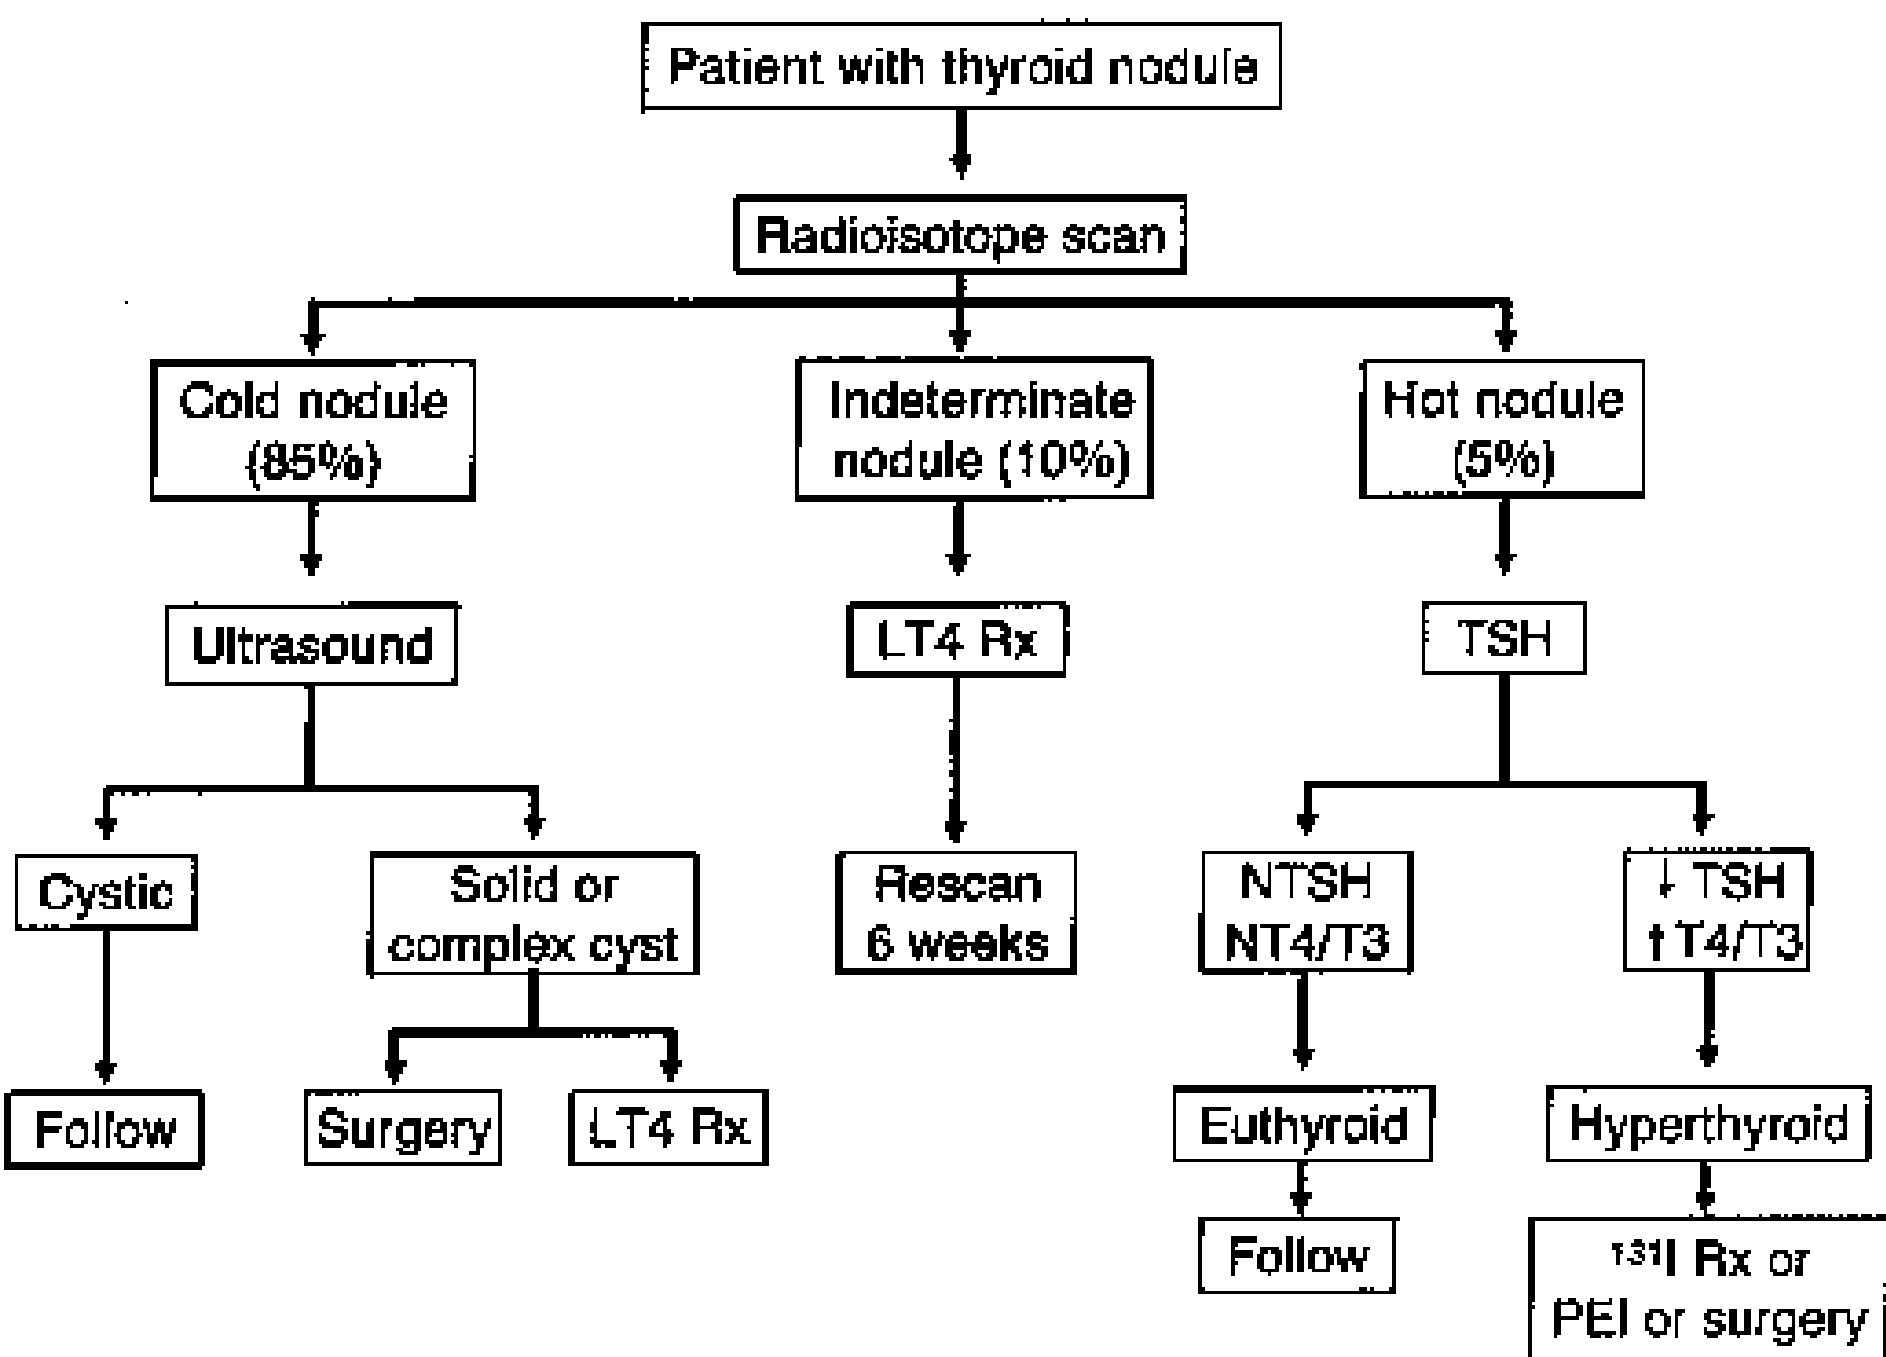 Patient with thyroid nodule
Radioisotope scan
Cold nodule
(85%)
Indeterminate
nodule (10%)
Hot nodule
(5%)
Ultrasound
LT4 Rx
TSH
Cystic
Solid or
complex cyst
Rescan
6 weeks
NTSH
NT4/T3
↓ TSH
↑ T4/T3
Follow
Surgery
LT4 Rx
Euthyroid
Hyperthyroid
Follow
¹³¹I Rx or
PEI or surgery